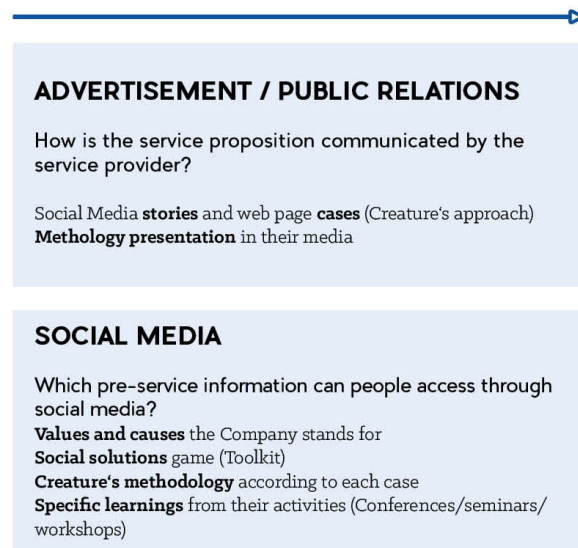 ADVERTISEMENT / PUBLIC RELATIONS
How is the service proposition communicated by the
service provider?
Social Media stories and web page cases (Creature‘s approach)
Methology presentation in their media
SOCIAL MEDIA
Which pre-service information can people access through
social media?
Values and causes the Company stands for
Social solutions game (Toolkit)
Creature‘s methodology according to each case
Specific learnings from their activities (Conferences/seminars/
workshops)